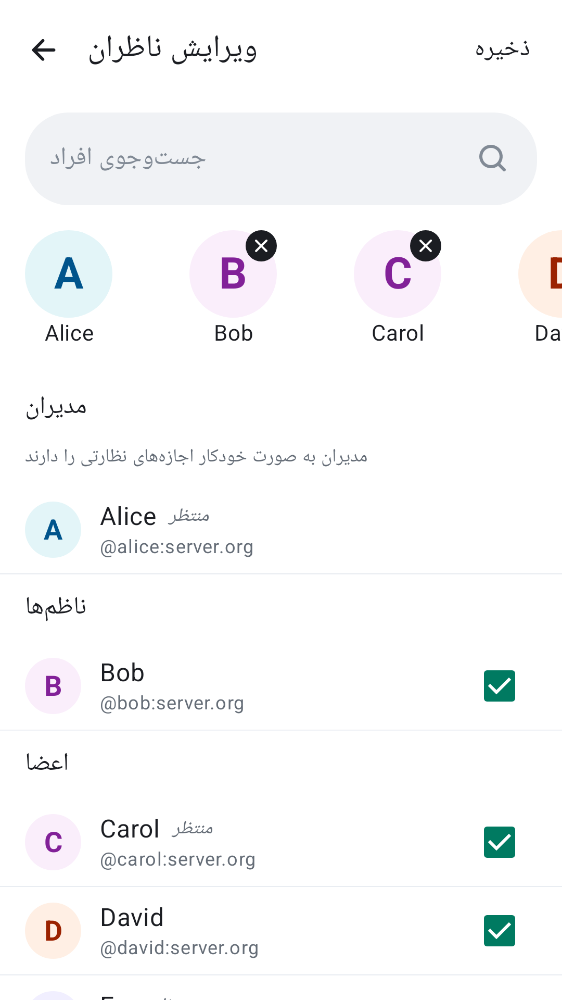 ویرایش ناظران
ذخیره
جست‌وجوی افراد
A
B
C
Alice
Bob
Carol
Da
مدیران
مدیران به صورت خودکار اجازه‌های نظارتی را دارند
A
Alice منتظر
@alice:server.org
ناظم‌ها
B
Bob
@bob:server.org
اعضا
C
Carol منتظر
@carol:server.org
D
David
@david:server.org